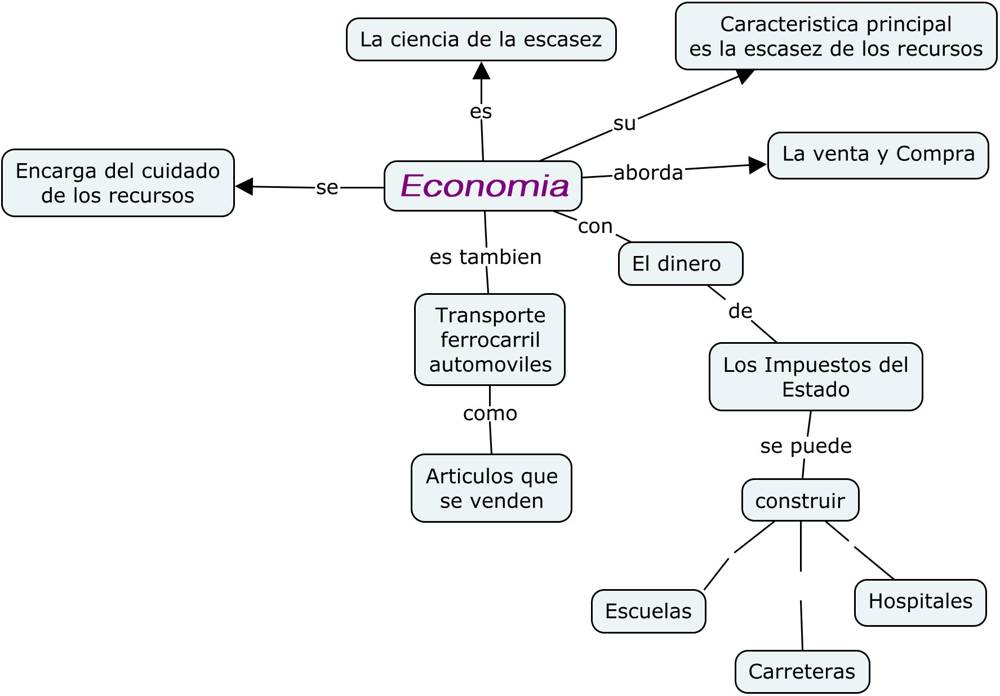 La ciencia de la escasez
Caracteristica principal
es la escasez de los recursos
es
su
La venta y Compra
Encarga del cuidado
de los recursos
se
Economia
aborda
con
es tambien
El dinero
de
Transporte
ferrocarril
automoviles
Los Impuestos del
Estado
como
se puede
Articulos que
se venden
construir
Escuelas
Hospitales
Carreteras